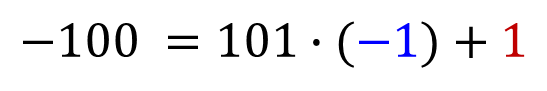 −100 = 101 · (−1) + 1